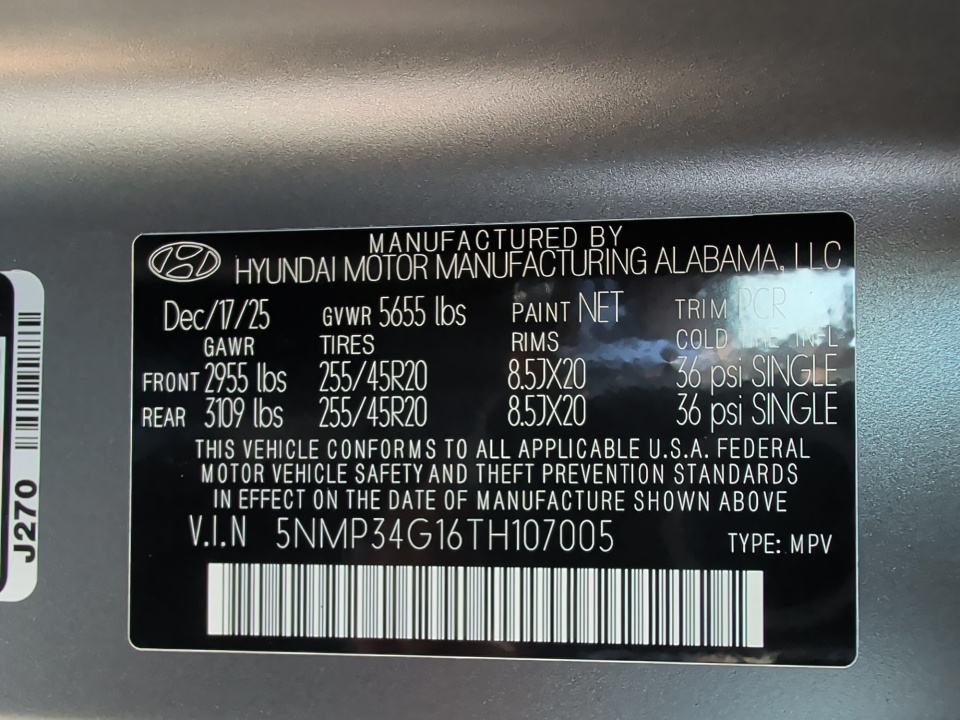 MANUFACTURED BY
HYUNDAI MOTOR MANUFACTURING ALABAMA, LLC
Dec/17/25 GVWR 5655 lbs PAINT NET TRIM PCR
GAWR TIRES RIMS COLD TIRE INFL
FRONT 2955 lbs 255/45R20 8.5JX20 36 psi SINGLE
REAR 3109 lbs 255/45R20 8.5JX20 36 psi SINGLE
THIS VEHICLE CONFORMS TO ALL APPLICABLE U.S.A. FEDERAL
MOTOR VEHICLE SAFETY AND THEFT PREVENTION STANDARDS
IN EFFECT ON THE DATE OF MANUFACTURE SHOWN ABOVE
V.I.N 5NMP34G16TH107005 TYPE: MPV
J270